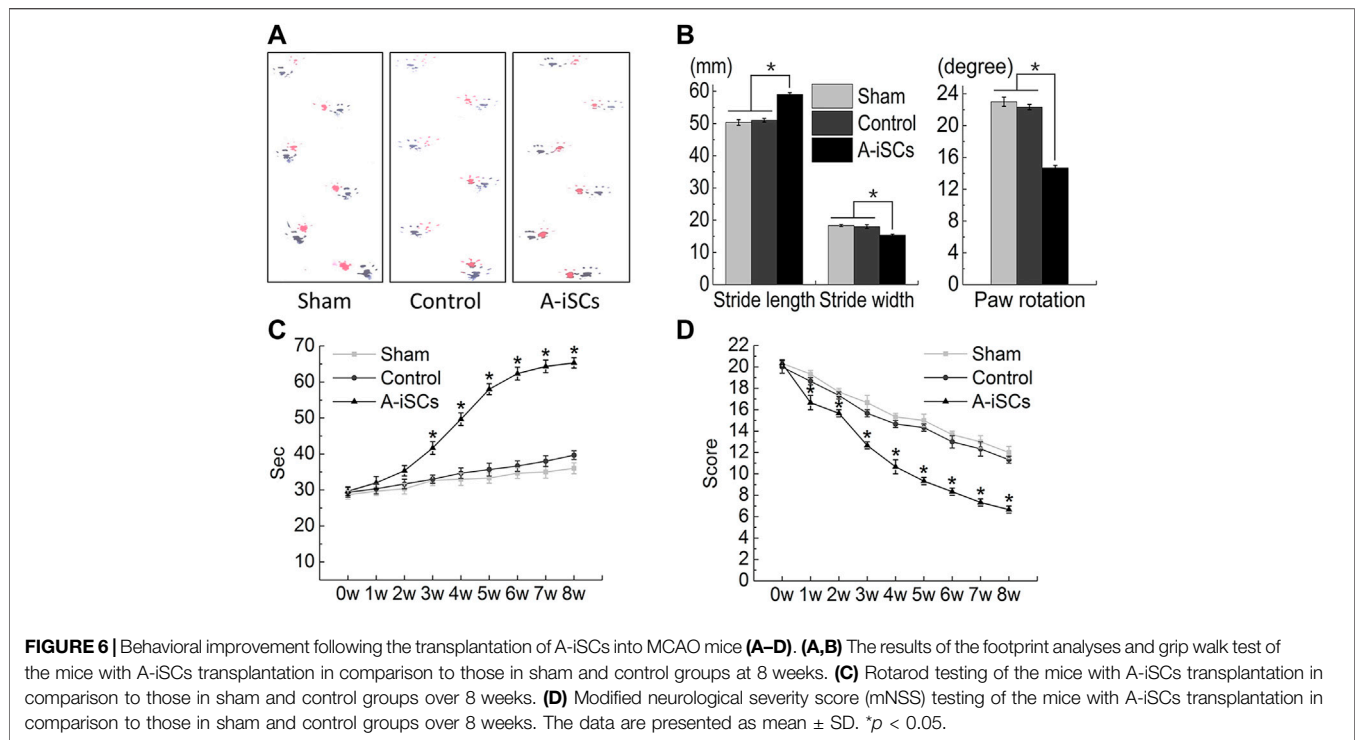 A
Sham
Control
A-iSCs
B
(mm)
60
50
40
30
20
10
0
*
*
Sham
Control
A-iSCs
Stride length
Stride width
(degree)
24
20
16
12
8
4
0
*
Paw rotation
C
70
60
50
40
30
20
10
Sec
Sham
Control
A-iSCs
* * * * * *
0w 1w 2w 3w 4w 5w 6w 7w 8w
D
22
20
18
16
14
12
10
8
6
4
2
0
Score
Sham
Control
A-iSCs
* * * * * * * *
0w 1w 2w 3w 4w 5w 6w 7w 8w
FIGURE 6 | Behavioral improvement following the transplantation of A-iSCs into MCAO mice (A–D). (A,B) The results of the footprint analyses and grip walk test of
the mice with A-iSCs transplantation in comparison to those in sham and control groups at 8 weeks. (C) Rotarod testing of the mice with A-iSCs transplantation in
comparison to those in sham and control groups over 8 weeks. (D) Modified neurological severity score (mNSS) testing of the mice with A-iSCs transplantation in
comparison to those in sham and control groups over 8 weeks. The data are presented as mean ± SD. *p < 0.05.